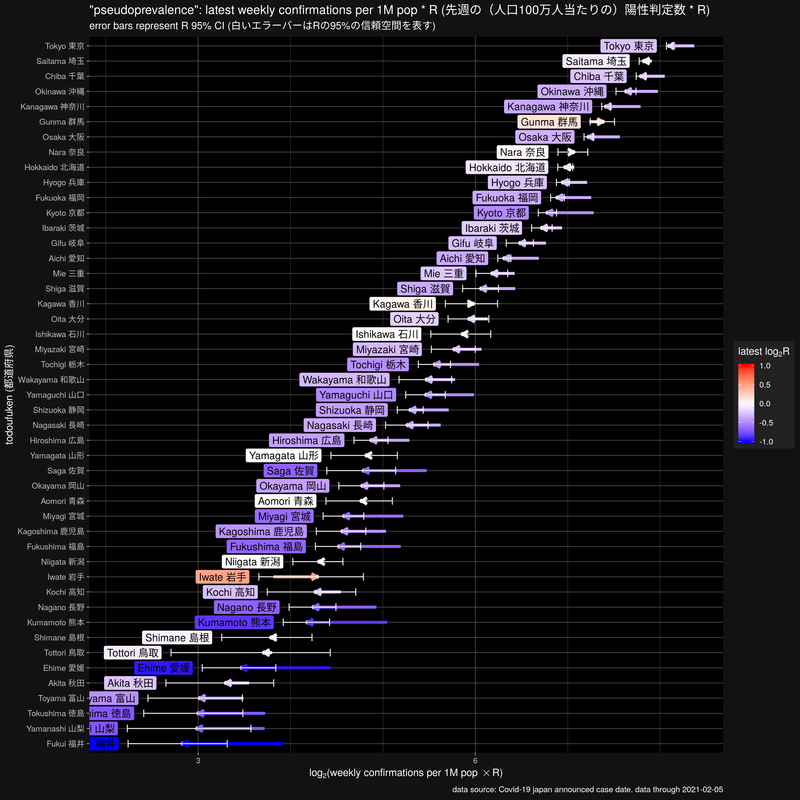 "pseudoprevalence": latest weekly confirmations per 1M pop * R (先週の（人口100万人当たりの）陽性判定数 * R)
error bars represent R 95% CI (白いエラーバーはRの95%の信頼空間を表す)
todoufuken (都道府県)
Tokyo 東京
Saitama 埼玉
Chiba 千葉
Okinawa 沖縄
Kanagawa 神奈川
Gunma 群馬
Osaka 大阪
Nara 奈良
Hokkaido 北海道
Hyogo 兵庫
Fukuoka 福岡
Kyoto 京都
Ibaraki 茨城
Gifu 岐阜
Aichi 愛知
Mie 三重
Shiga 滋賀
Kagawa 香川
Oita 大分
Ishikawa 石川
Miyazaki 宮崎
Tochigi 栃木
Wakayama 和歌山
Yamaguchi 山口
Shizuoka 静岡
Nagasaki 長崎
Hiroshima 広島
Yamagata 山形
Saga 佐賀
Okayama 岡山
Aomori 青森
Miyagi 宮城
Kagoshima 鹿児島
Fukushima 福島
Niigata 新潟
Iwate 岩手
Kochi 高知
Nagano 長野
Kumamoto 熊本
Shimane 島根
Tottori 鳥取
Ehime 愛媛
Akita 秋田
Toyama 富山
Tokushima 徳島
Yamanashi 山梨
Fukui 福井
Tokyo 東京
Saitama 埼玉
Chiba 千葉
Okinawa 沖縄
Kanagawa 神奈川
Gunma 群馬
Osaka 大阪
Nara 奈良
Hokkaido 北海道
Hyogo 兵庫
Fukuoka 福岡
Kyoto 京都
Ibaraki 茨城
Gifu 岐阜
Aichi 愛知
Mie 三重
Shiga 滋賀
Kagawa 香川
Oita 大分
Ishikawa 石川
Miyazaki 宮崎
Tochigi 栃木
Wakayama 和歌山
Yamaguchi 山口
Shizuoka 静岡
Nagasaki 長崎
Hiroshima 広島
Yamagata 山形
Saga 佐賀
Okayama 岡山
Aomori 青森
Miyagi 宮城
Kagoshima 鹿児島
Fukushima 福島
Niigata 新潟
Iwate 岩手
Kochi 高知
Nagano 長野
Kumamoto 熊本
Shimane 島根
Tottori 鳥取
Ehime 愛媛
Akita 秋田
yama 富山
ima 徳島
i 山梨
福井
3 6
log₂(weekly confirmations per 1M pop × R)
latest log₂R
1.0
0.5
0.0
-0.5
-1.0
data source: Covid-19 japan announced case date. data through 2021-02-05